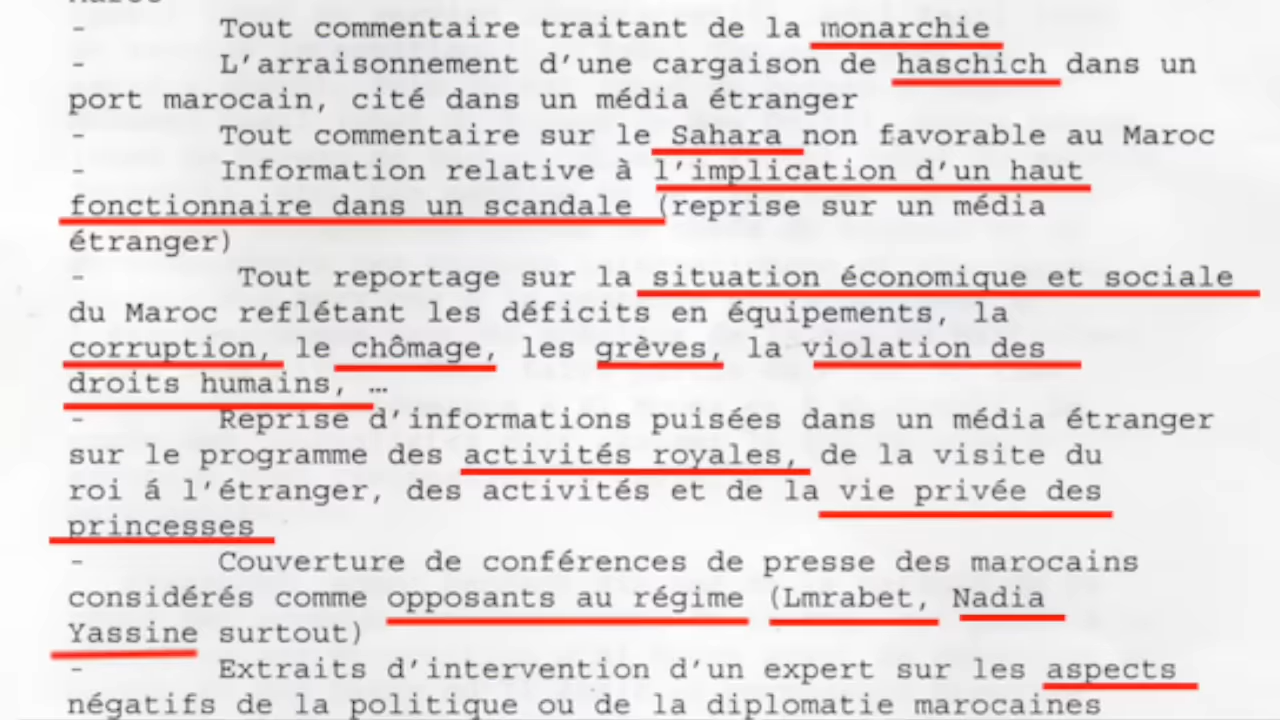 Maroc
- Tout commentaire traitant de la monarchie
- L'arraisonnement d'une cargaison de haschich dans un
port marocain, cité dans un média étranger
- Tout commentaire sur le Sahara non favorable au Maroc
- Information relative à l'implication d'un haut
fonctionnaire dans un scandale (reprise sur un média
étranger)
- Tout reportage sur la situation économique et sociale
du Maroc reflétant les déficits en équipements, la
corruption, le chômage, les grèves, la violation des
droits humains, …
- Reprise d'informations puisées dans un média étranger
sur le programme des activités royales, de la visite du
roi á l'étranger, des activités et de la vie privée des
princesses
- Couverture de conférences de presse des marocains
considérés comme opposants au régime (Lmrabet, Nadia
Yassine surtout)
- Extraits d'intervention d'un expert sur les aspects
négatifs de la politique ou de la diplomatie marocaines